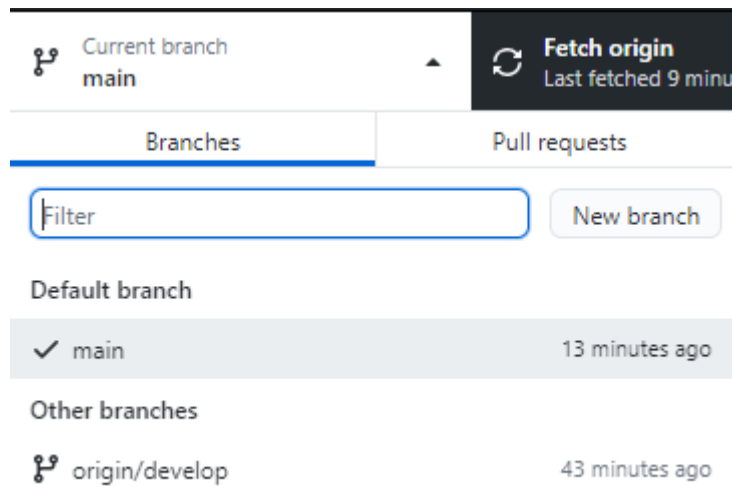 Current branch
main
Fetch origin
Last fetched 9 minu
Branches
Pull requests
Filter
New branch
Default branch
main
13 minutes ago
Other branches
origin/develop
43 minutes ago